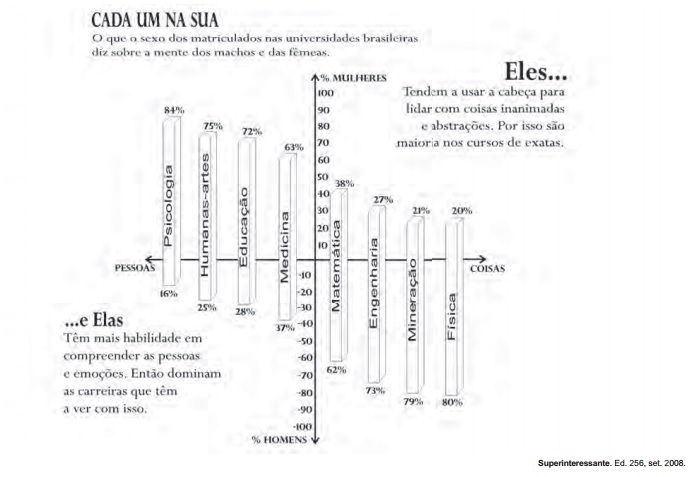 CADA UM NA SUA
O que o sexo dos matriculados nas universidades brasileiras
diz sobre a mente dos machos e das fêmeas.
Eles...
Tendem a usar a cabeça para
lidar com coisas inanimadas
e abstrações. Por isso são
maioria nos cursos de exatas.
% MULHERES
100
90
80
70
60
50
40
30
20
10
-10
-20
-30
-40
-50
-60
-70
-80
-90
-100
% HOMENS
PESSOAS
COISAS
84%
Psicologia
16%
75%
Humanas-artes
25%
72%
Educação
28%
63%
Medicina
37%
38%
Matemática
62%
27%
Engenharia
73%
21%
Mineração
79%
20%
Física
80%
...e Elas
Têm mais habilidade em
compreender as pessoas
e emoções. Então dominam
as carreiras que têm
a ver com isso.
Superinteressante. Ed. 256, set. 2008.